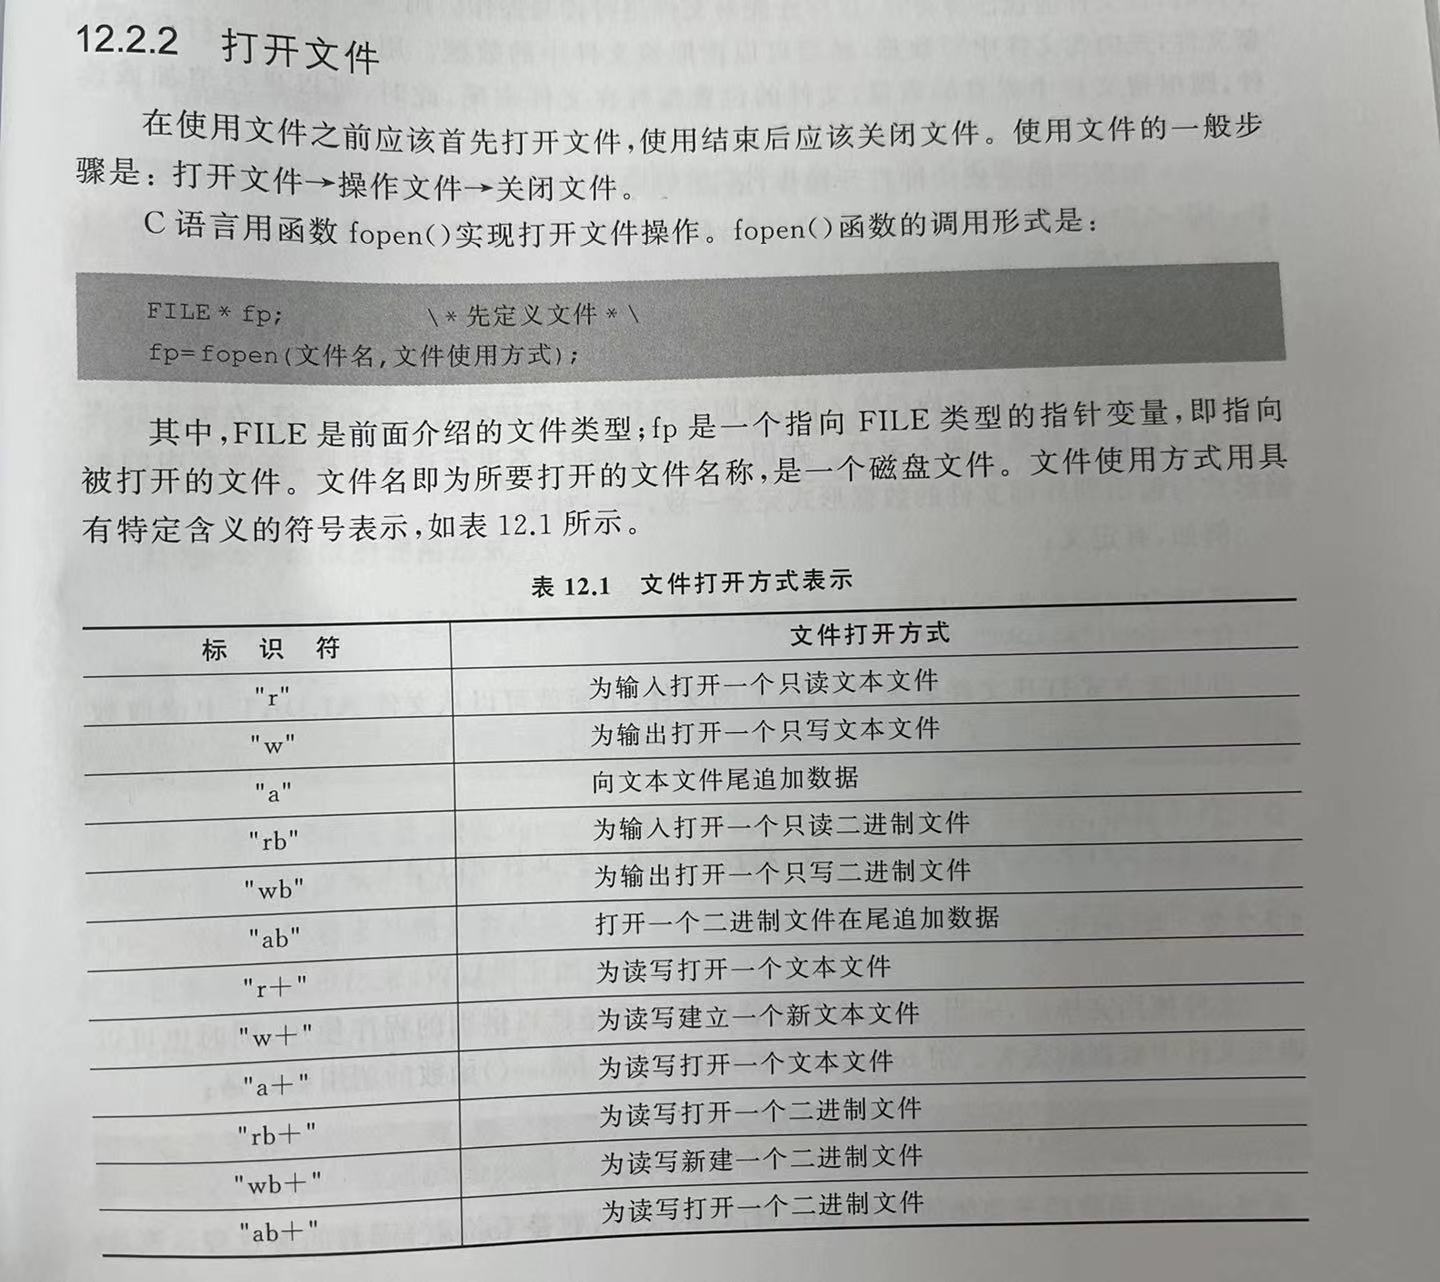 12.2.2 打开文件
在使用文件之前应该首先打开文件,使用结束后应该关闭文件。使用文件的一般步
骤是：打开文件→操作文件→关闭文件。
C 语言用函数 fopen()实现打开文件操作。fopen()函数的调用形式是：
FILE * fp; \* 先定义文件 * \
fp=fopen(文件名,文件使用方式);
其中,FILE 是前面介绍的文件类型;fp 是一个指向 FILE 类型的指针变量,即指向
被打开的文件。文件名即为所要打开的文件名称,是一个磁盘文件。文件使用方式用具
有特定含义的符号表示,如表 12.1 所示。
表 12.1 文件打开方式表示
标 识 符 文件打开方式
"r" 为输入打开一个只读文本文件
"w" 为输出打开一个只写文本文件
"a" 向文本文件尾追加数据
"rb" 为输入打开一个只读二进制文件
"wb" 为输出打开一个只写二进制文件
"ab" 打开一个二进制文件在尾追加数据
"r+" 为读写打开一个文本文件
"w+" 为读写建立一个新文本文件
"a+" 为读写打开一个文本文件
"rb+" 为读写打开一个二进制文件
"wb+" 为读写新建一个二进制文件
"ab+" 为读写打开一个二进制文件